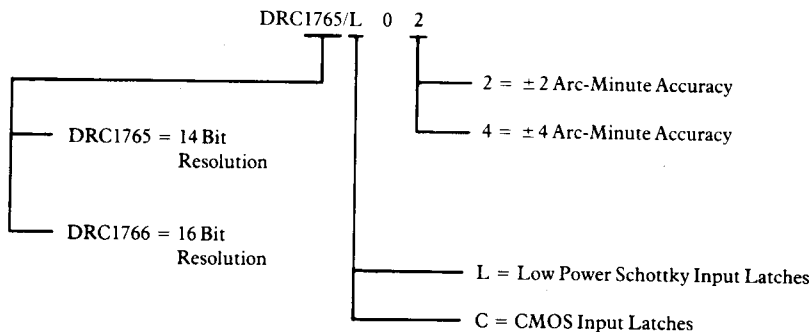 DRC1765/L 0 2
2 = ±2 Arc-Minute Accuracy
4 = ±4 Arc-Minute Accuracy
DRC1765 = 14 Bit
Resolution
DRC1766 = 16 Bit
Resolution
L = Low Power Schottky Input Latches
C = CMOS Input Latches